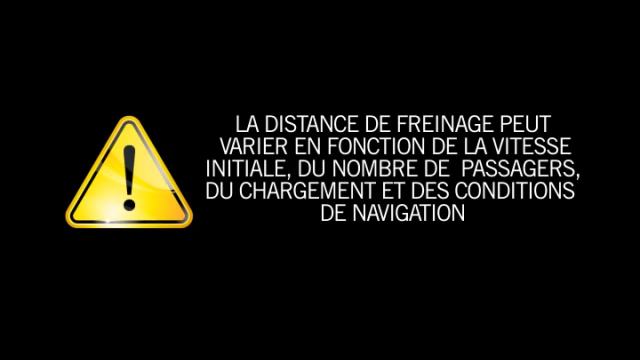 LA DISTANCE DE FREINAGE PEUT
VARIER EN FONCTION DE LA VITESSE
INITIALE, DU NOMBRE DE PASSAGERS,
DU CHARGEMENT ET DES CONDITIONS
DE NAVIGATION